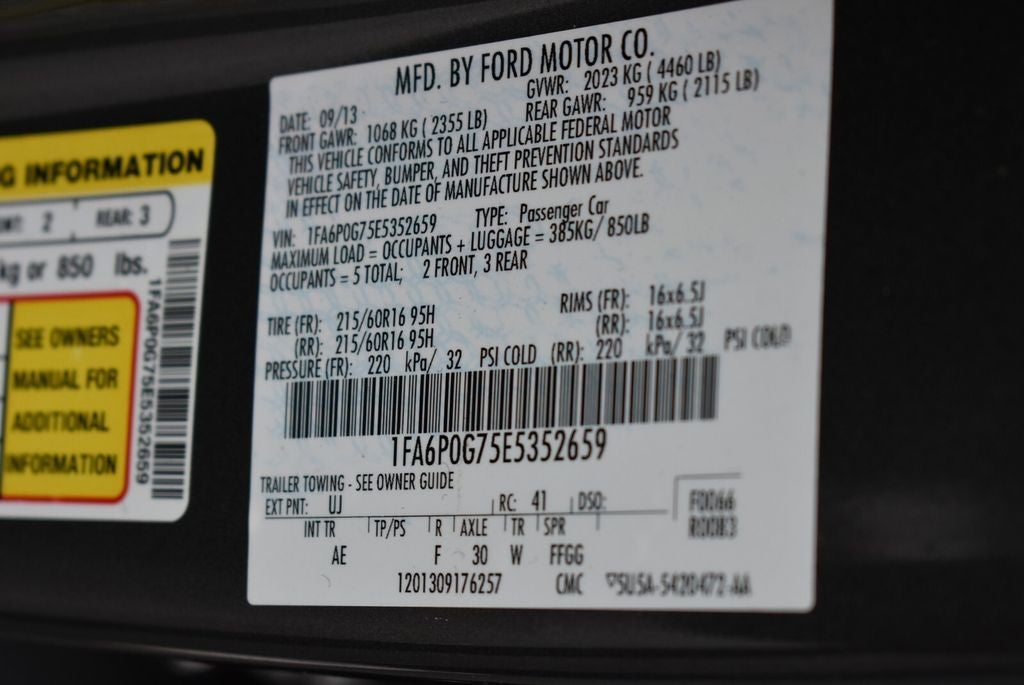 G INFORMATION
2 REAR: 3
kg or 850 lbs.
SEE OWNERS
MANUAL FOR
ADDITIONAL
INFORMATION
1FA6P0G75E5352659
MFD. BY FORD MOTOR CO.
DATE: 09/13 GVWR: 2023 KG ( 4460 LB)
FRONT GAWR: 1068 KG ( 2355 LB) REAR GAWR: 959 KG ( 2115 LB)
THIS VEHICLE CONFORMS TO ALL APPLICABLE FEDERAL MOTOR
VEHICLE SAFETY, BUMPER, AND THEFT PREVENTION STANDARDS
IN EFFECT ON THE DATE OF MANUFACTURE SHOWN ABOVE.
VIN: 1FA6P0G75E5352659 TYPE: Passenger Car
MAXIMUM LOAD = OCCUPANTS + LUGGAGE = 385KG/ 850LB
OCCUPANTS = 5 TOTAL; 2 FRONT, 3 REAR
TIRE (FR): 215/60R16 95H RIMS (FR): 16x6.5J
(RR): 215/60R16 95H (RR): 16x6.5J
PRESSURE (FR): 220 kPa/ 32 PSI COLD (RR): 220 kPa/ 32 PSI COLD
1FA6P0G75E5352659
TRAILER TOWING - SEE OWNER GUIDE
EXT PNT: UJ RC: 41 DSO: F0066
R0083
INT TR TP/PS R AXLE TR SPR
AE F 30 W FFGG
1201309176257 CMC 5U5A-5420472-AA